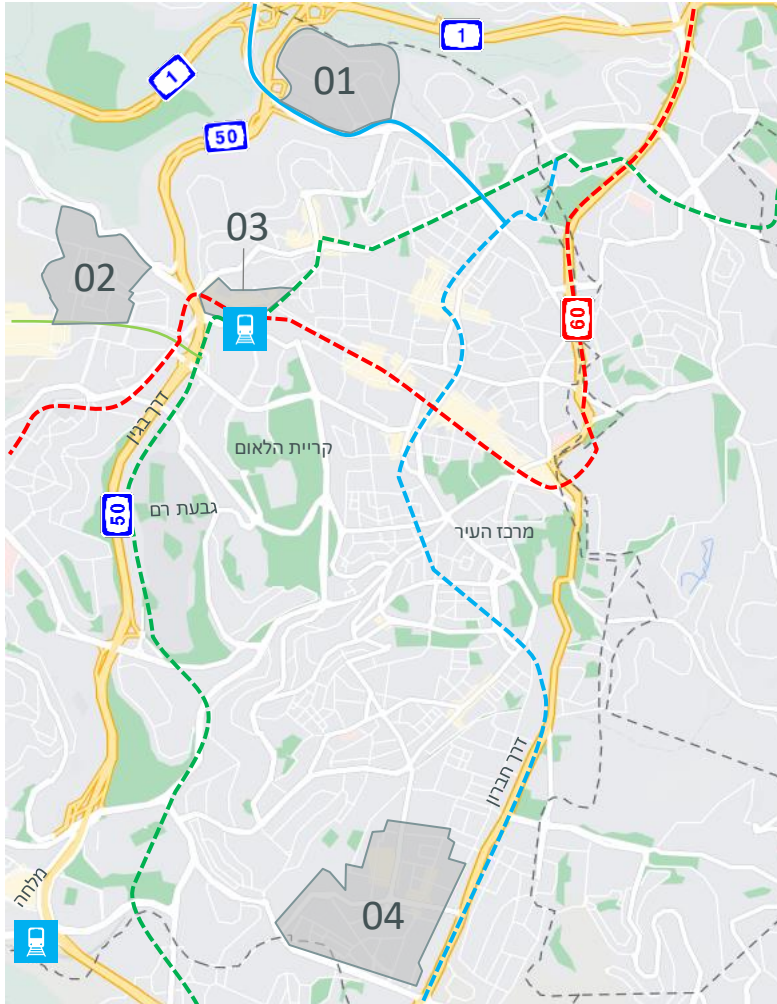 1
01
1
50
03
02
60
דרך בגין
קריית הלאום
50
גבעת רם
מרכז העיר
דרך חברון
מלחה
04